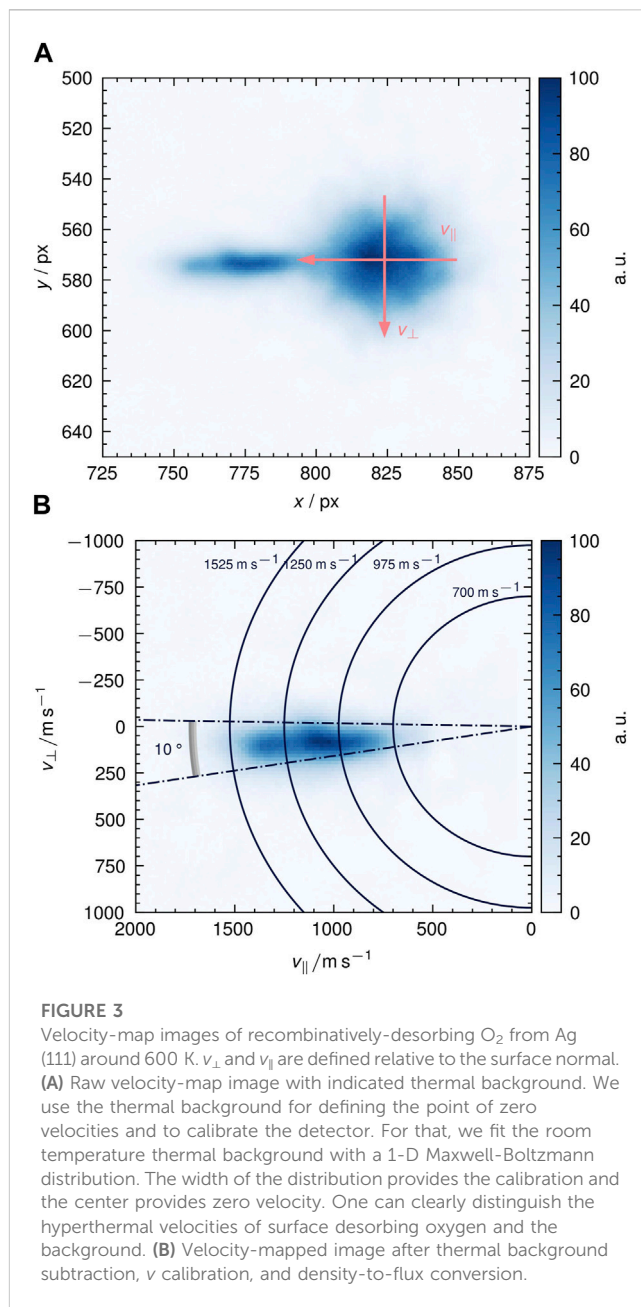 A
500
520
540
560
580
600
620
640
y / px
725
750
775
800
825
850
875
x / px
v∥
v⊥
100
80
60
40
20
0
a. u.
B
−1000
−750
−500
−250
0
250
500
750
1000
v⊥ / m s⁻¹
2000
1500
1000
500
0
v∥ / m s⁻¹
1525 m s⁻¹
1250 m s⁻¹
975 m s⁻¹
700 m s⁻¹
10 °
100
80
60
40
20
0
a. u.
FIGURE 3
Velocity-map images of recombinatively-desorbing O₂ from Ag
(111) around 600 K. v⊥ and v∥ are defined relative to the surface normal.
(A) Raw velocity-map image with indicated thermal background. We
use the thermal background for defining the point of zero
velocities and to calibrate the detector. For that, we fit the room
temperature thermal background with a 1-D Maxwell-Boltzmann
distribution. The width of the distribution provides the calibration and
the center provides zero velocity. One can clearly distinguish the
hyperthermal velocities of surface desorbing oxygen and the
background. (B) Velocity-mapped image after thermal background
subtraction, v calibration, and density-to-flux conversion.